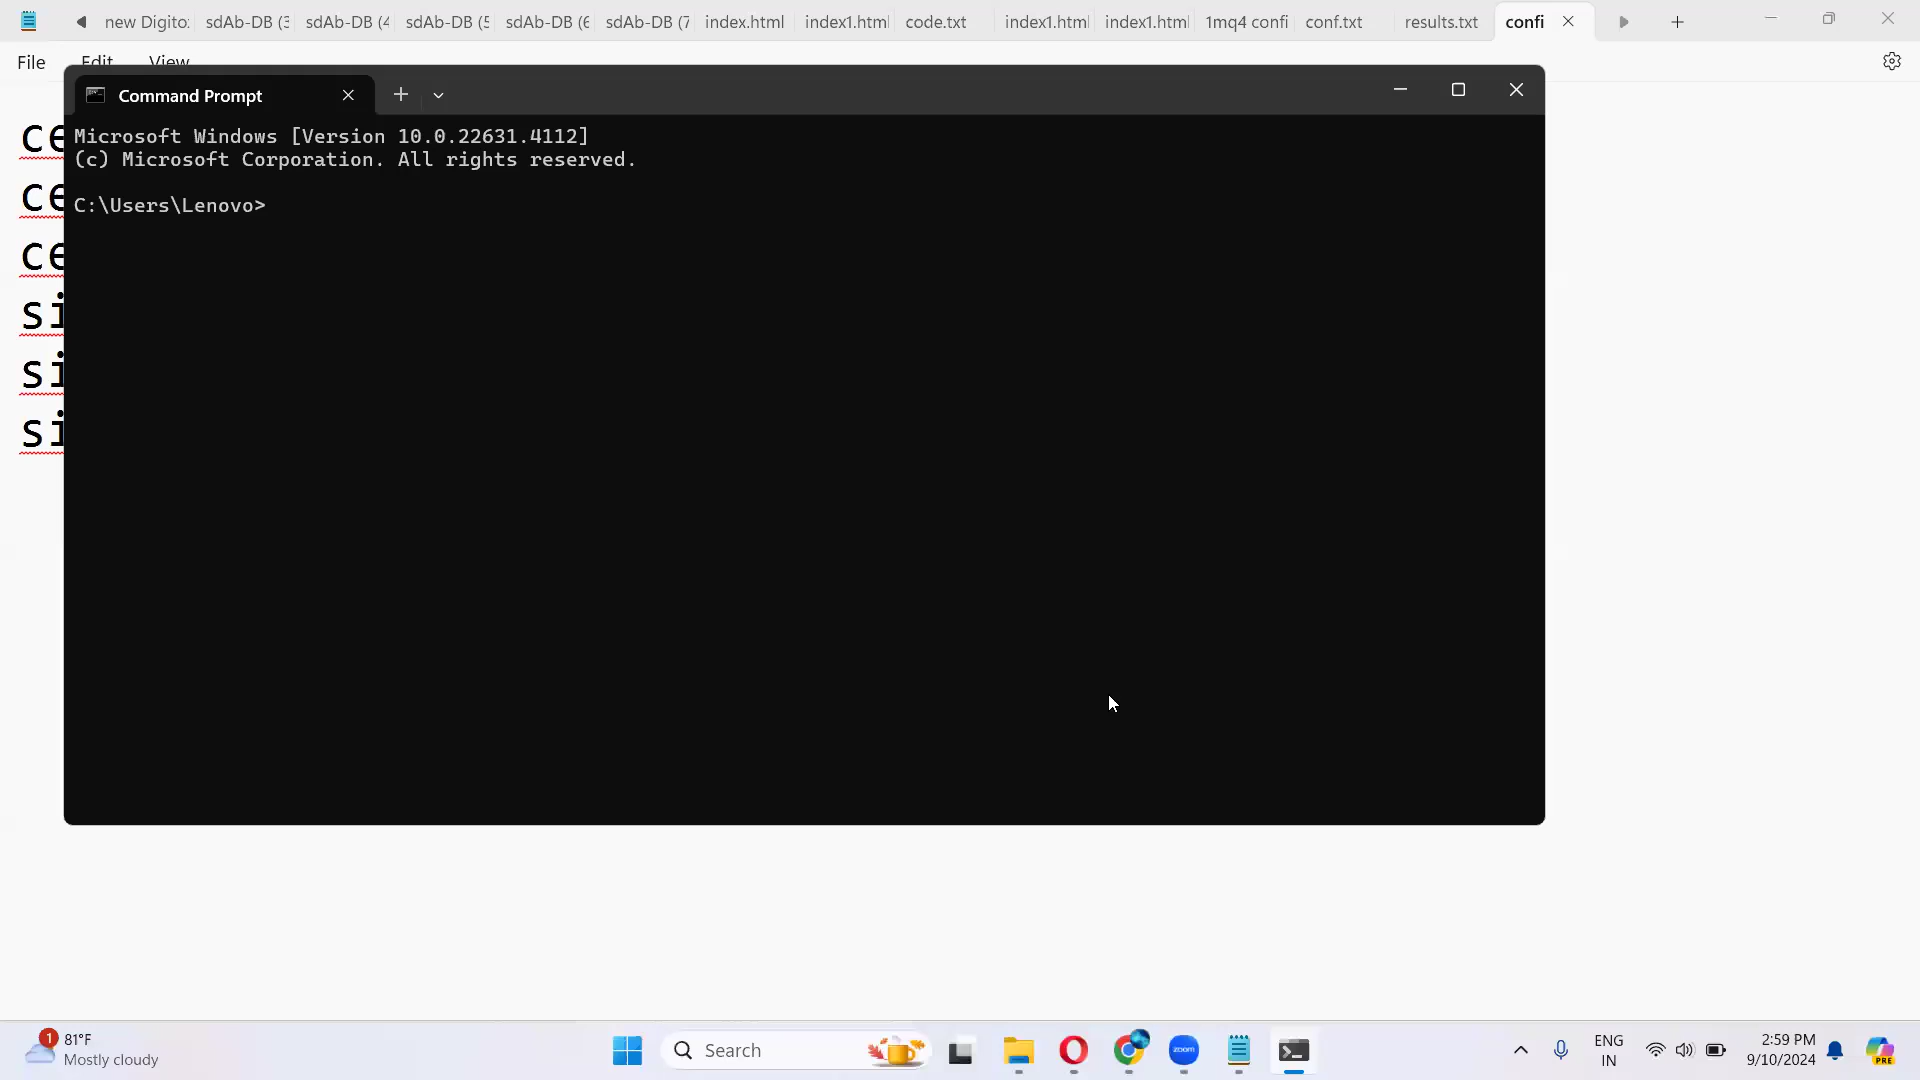 new Digito:
sdAb-DB (3
sdAb-DB (4
sdAb-DB (5
sdAb-DB (6
sdAb-DB (7
index.html
index1.html
code.txt
index1.html
index1.html
1mq4 confi
conf.txt
results.txt
confi
File Edit View
Command Prompt
ce
ce
ce
si
si
si
Microsoft Windows [Version 10.0.22631.4112]
(c) Microsoft Corporation. All rights reserved.
C:\Users\Lenovo>
1
81°F
Mostly cloudy
Search
zoom
ENG
IN
2:59 PM
9/10/2024
PRE